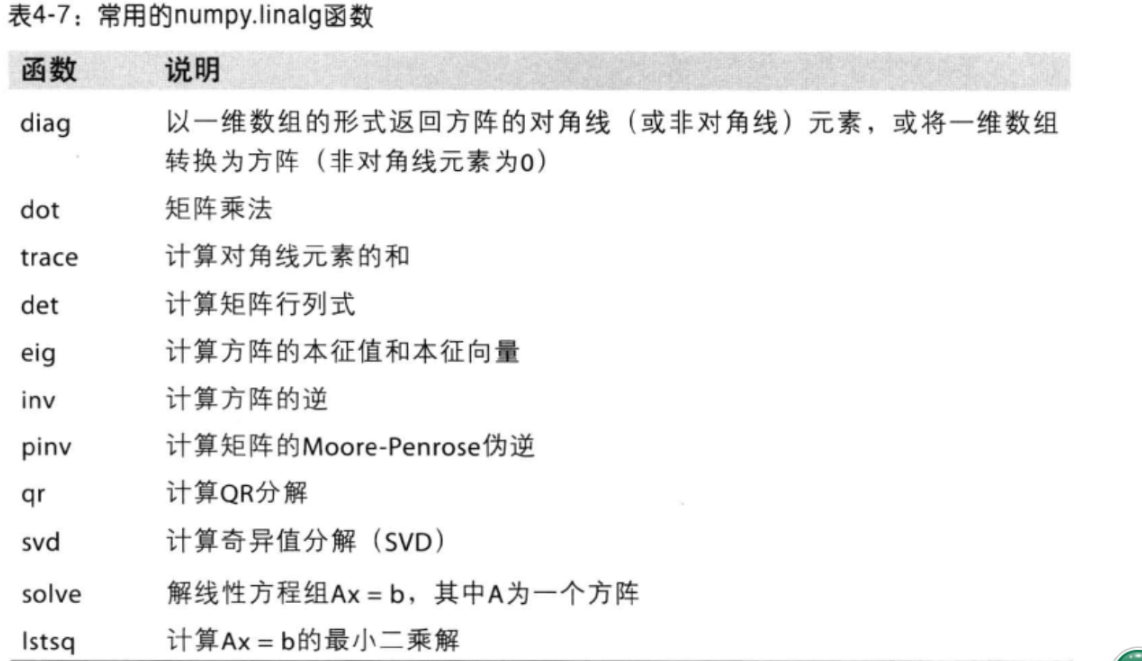 表4-7：常用的numpy.linalg函数
函数 说明
diag 以一维数组的形式返回方阵的对角线（或非对角线）元素，或将一维数组
转换为方阵（非对角线元素为0）
dot 矩阵乘法
trace 计算对角线元素的和
det 计算矩阵行列式
eig 计算方阵的本征值和本征向量
inv 计算方阵的逆
pinv 计算矩阵的Moore-Penrose伪逆
qr 计算QR分解
svd 计算奇异值分解（SVD）
solve 解线性方程组Ax = b，其中A为一个方阵
lstsq 计算Ax = b的最小二乘解